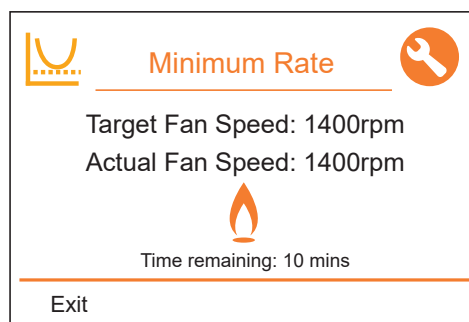 Minimum Rate
Target Fan Speed: 1400rpm
Actual Fan Speed: 1400rpm
Time remaining: 10 mins
Exit